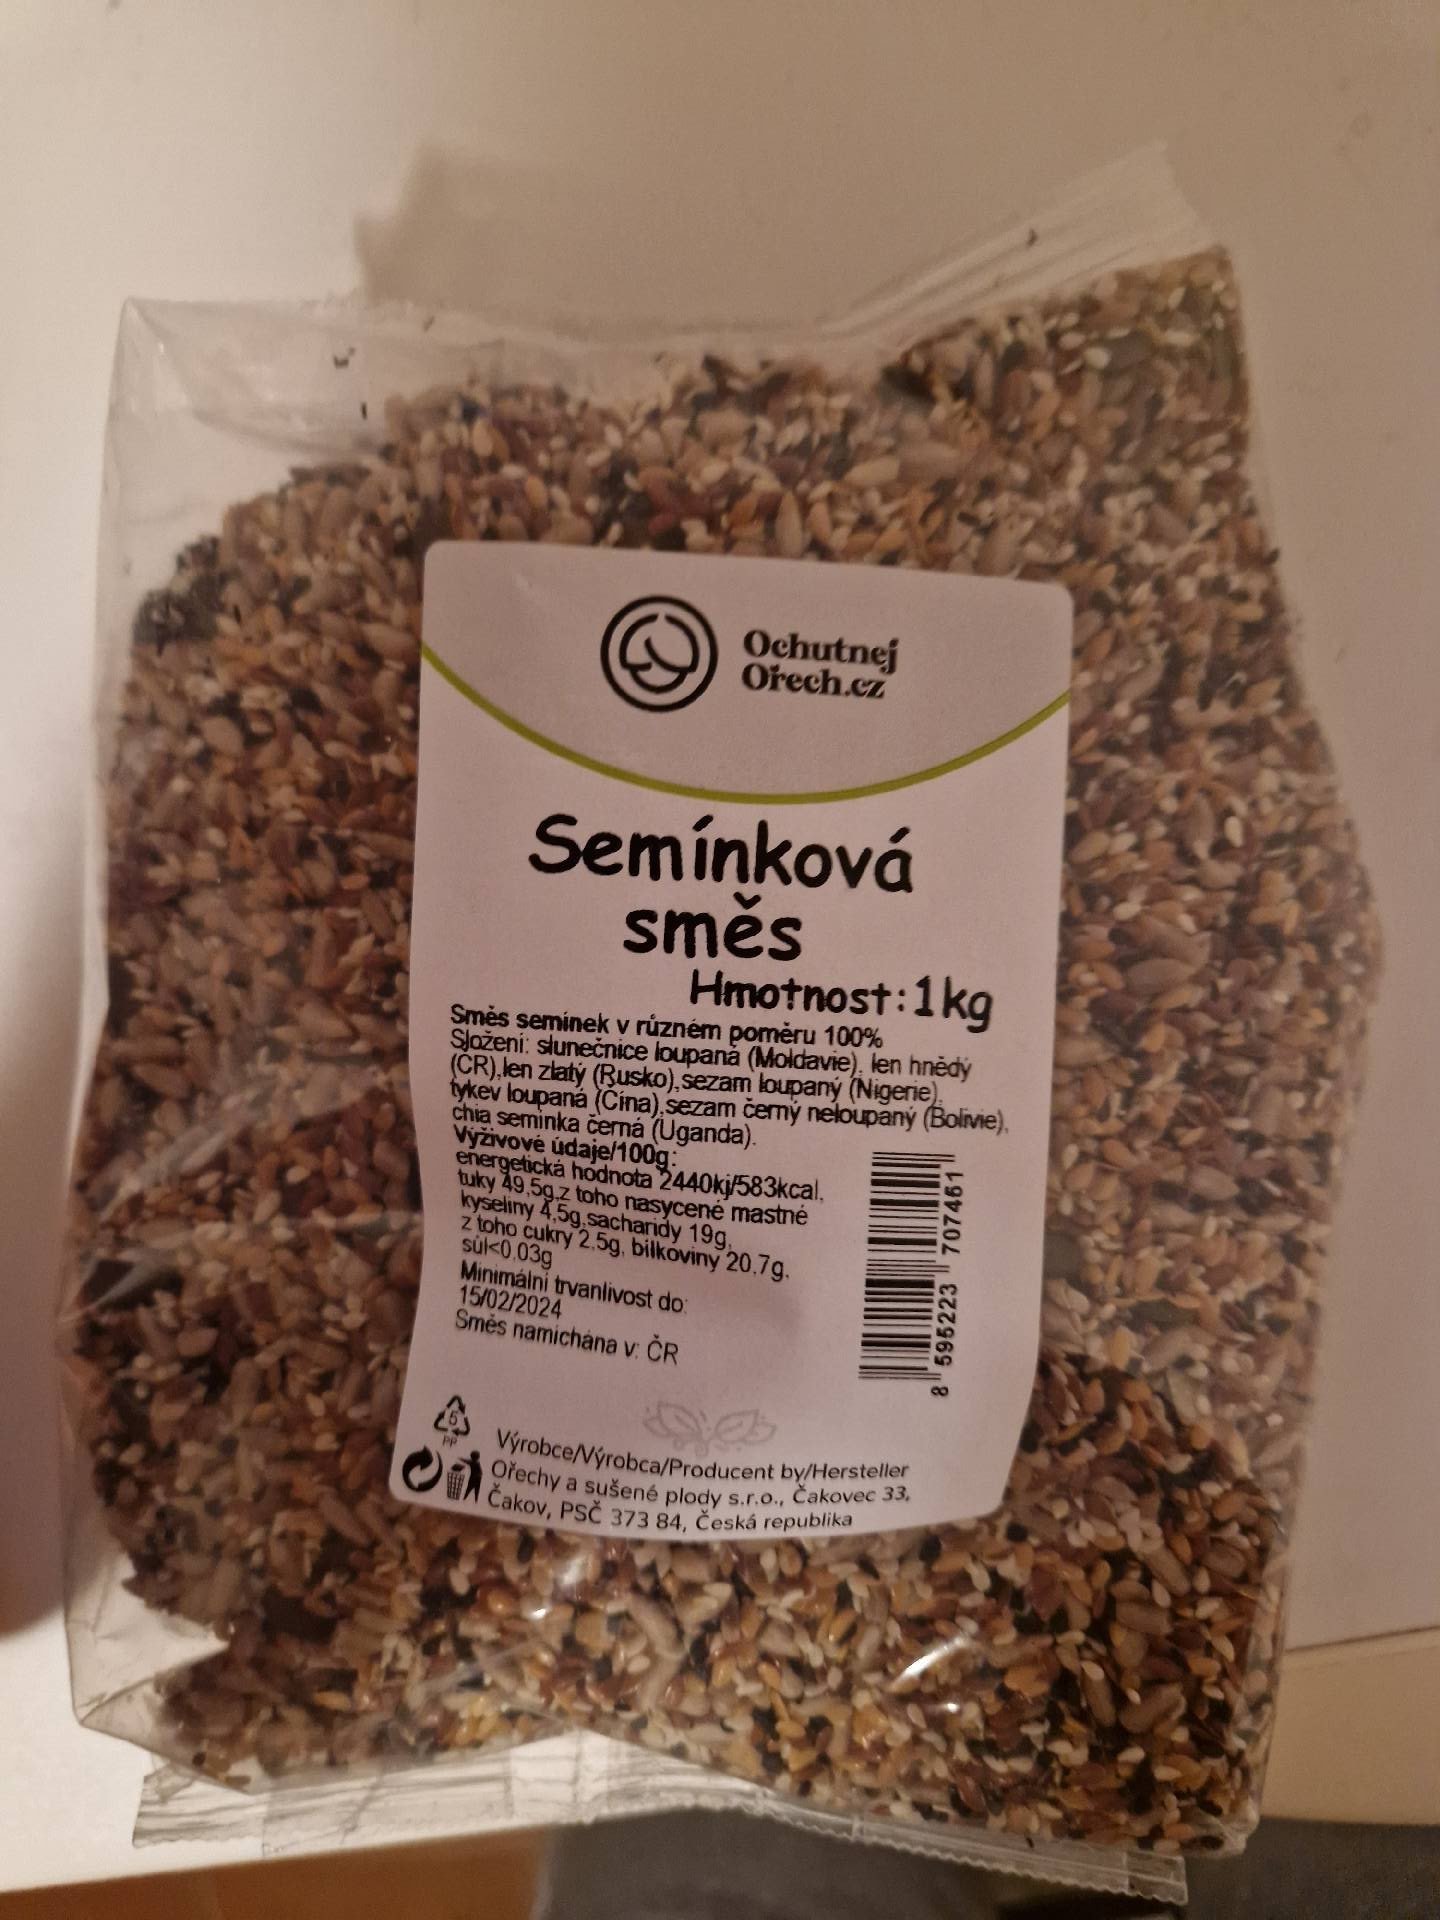 Ochutnej
Ořech.cz
Semínková
směs
Hmotnost:1kg
Směs semínek v různém poměru 100%
Složení: slunečnice loupaná (Moldavie), len hnědý
(ČR),len zlatý (Rusko),sezam loupaný (Nigerie),
tykev loupaná (Čína),sezam černý neloupaný (Bolívie),
chia semínka černá (Uganda).
Výživové údaje/100g:
energetická hodnota 2440kj/583kcal,
tuky 49,5g,z toho nasycené mastné
kyseliny 4,5g,sacharidy 19g,
z toho cukry 2,5g, bílkoviny 20,7g,
sůl<0,03g
Minimální trvanlivost do:
15/02/2024
Směs namíchána v: ČR
8 595223 707461
5
PP
Výrobce/Výrobca/Producent by/Hersteller
Ořechy a sušené plody s.r.o., Čakovec 33,
Čakov, PSČ 373 84, Česká republika